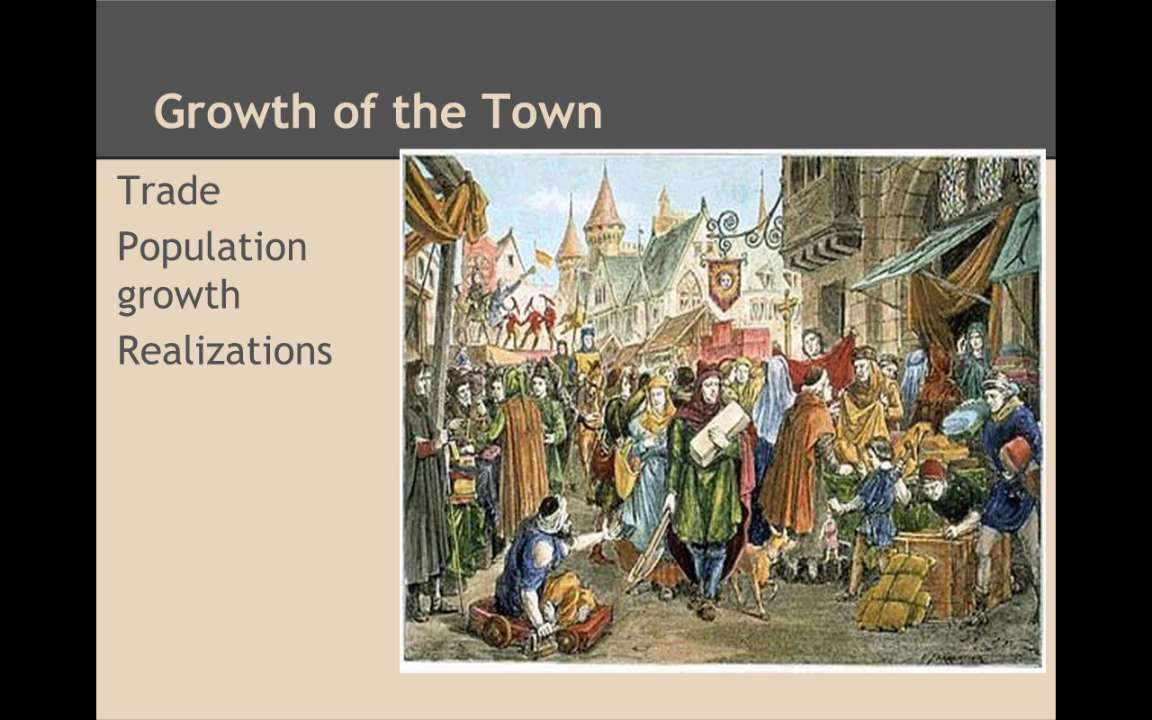 Growth of the Town
Trade
Population
growth
Realizations